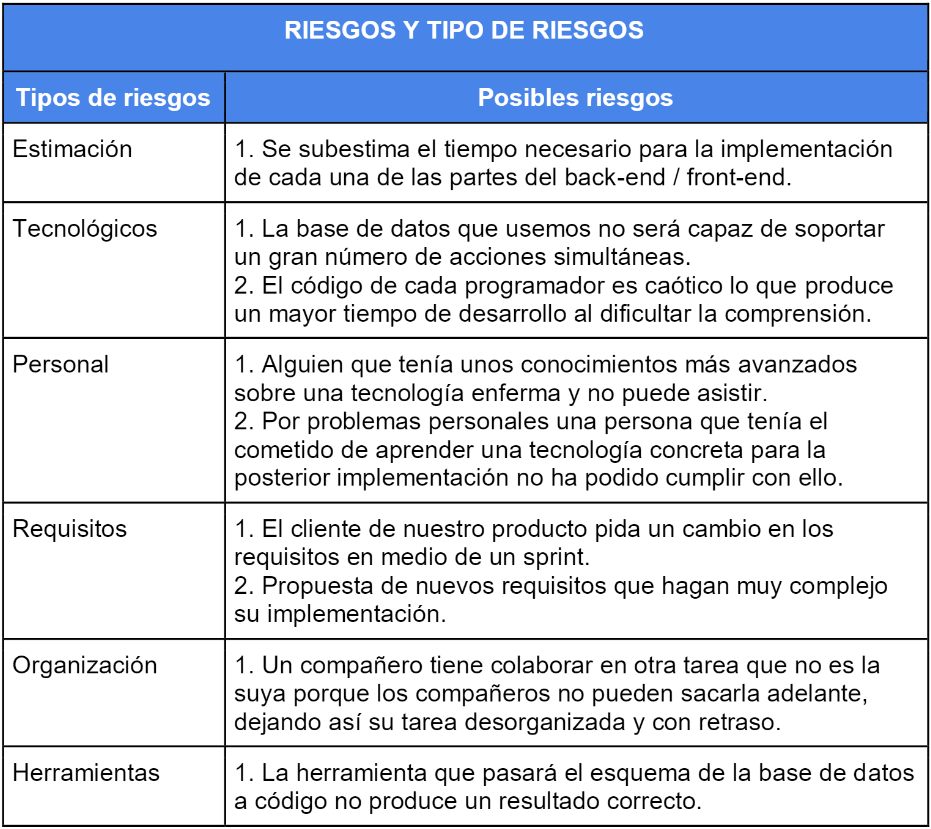 RIESGOS Y TIPO DE RIESGOS
Tipos de riesgos
Posibles riesgos
Estimación
1. Se subestima el tiempo necesario para la implementación
de cada una de las partes del back-end / front-end.
Tecnológicos
1. La base de datos que usemos no será capaz de soportar
un gran número de acciones simultáneas.
2. El código de cada programador es caótico lo que produce
un mayor tiempo de desarrollo al dificultar la comprensión.
Personal
1. Alguien que tenía unos conocimientos más avanzados
sobre una tecnología enferma y no puede asistir.
2. Por problemas personales una persona que tenía el
cometido de aprender una tecnología concreta para la
posterior implementación no ha podido cumplir con ello.
Requisitos
1. El cliente de nuestro producto pida un cambio en los
requisitos en medio de un sprint.
2. Propuesta de nuevos requisitos que hagan muy complejo
su implementación.
Organización
1. Un compañero tiene colaborar en otra tarea que no es la
suya porque los compañeros no pueden sacarla adelante,
dejando así su tarea desorganizada y con retraso.
Herramientas
1. La herramienta que pasará el esquema de la base de datos
a código no produce un resultado correcto.